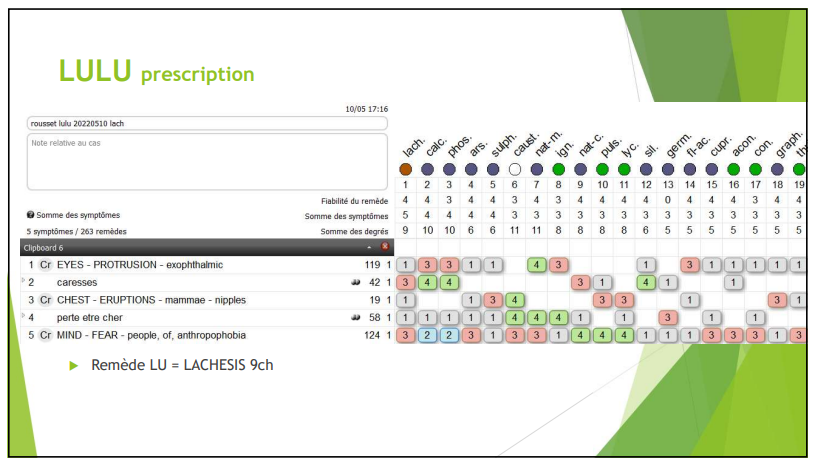 LULU prescription
10/05 17:16
rousset lulu 20220510 lach
Note relative au cas
lach. calc. phos. ars. sulph. caust. nat-m. ign. nat-c. puls. lyc. sil. germ. fl-ac. cupr. acon. con. graph. th
1 2 3 4 5 6 7 8 9 10 11 12 13 14 15 16 17 18 19
Fiabilité du remède 4 4 3 4 4 3 4 3 4 4 4 4 0 4 4 4 3 4 4
Somme des symptômes Somme des symptômes 5 4 4 4 4 3 3 3 3 3 3 3 3 3 3 3 3 3 3
5 symptômes / 263 remèdes Somme des degrés 9 10 10 6 6 11 11 8 8 8 8 6 5 5 5 5 5 5 5
Clipboard 6
1 Cr EYES - PROTRUSION - exophthalmic 119 1 1 3 3 1 1 4 3 1 3 1 1 1 1 1
2 caresses 42 1 3 4 4 3 1 4 1 1
3 Cr CHEST - ERUPTIONS - mammae - nipples 19 1 1 1 3 4 3 3 1 3 1
4 perte etre cher 58 1 1 1 1 1 1 4 4 4 1 1 3 1 1
5 Cr MIND - FEAR - people, of, anthropophobia 124 1 3 2 2 3 1 3 3 1 4 4 4 1 1 1 3 3 3 1 3
Remède LU = LACHESIS 9ch